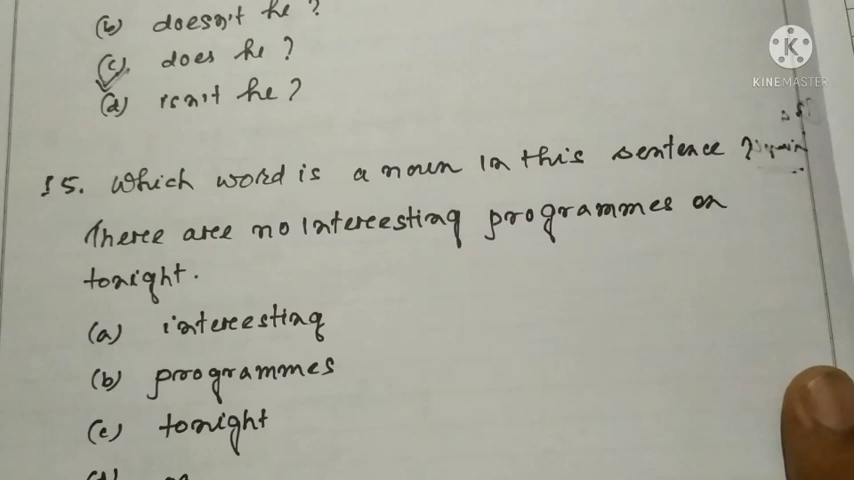 (b) doesn't he?
(c) does he?
(d) isn't he?
KINEMASTER
15. Which word is a noun in this sentence?
There are no interesting programmes on
tonight.
(a) interesting
(b) programmes
(c) tonight